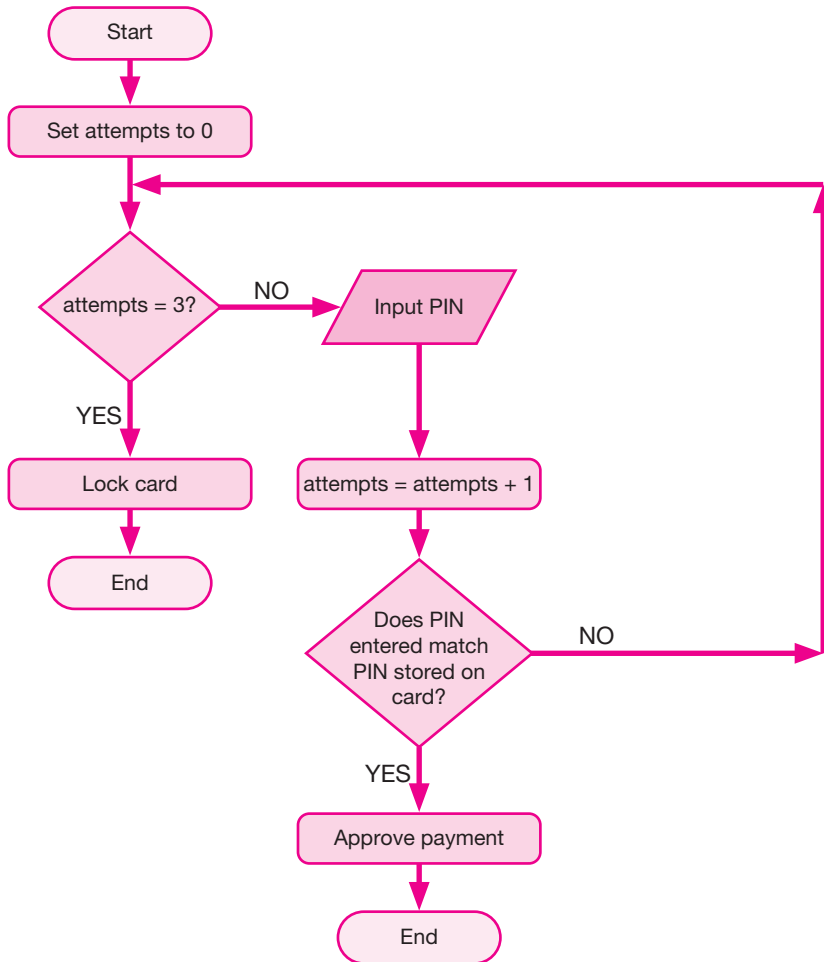 Start
Set attempts to 0
attempts = 3?
NO
Input PIN
YES
Lock card
End
attempts = attempts + 1
Does PIN
entered match
PIN stored on
card?
NO
YES
Approve payment
End